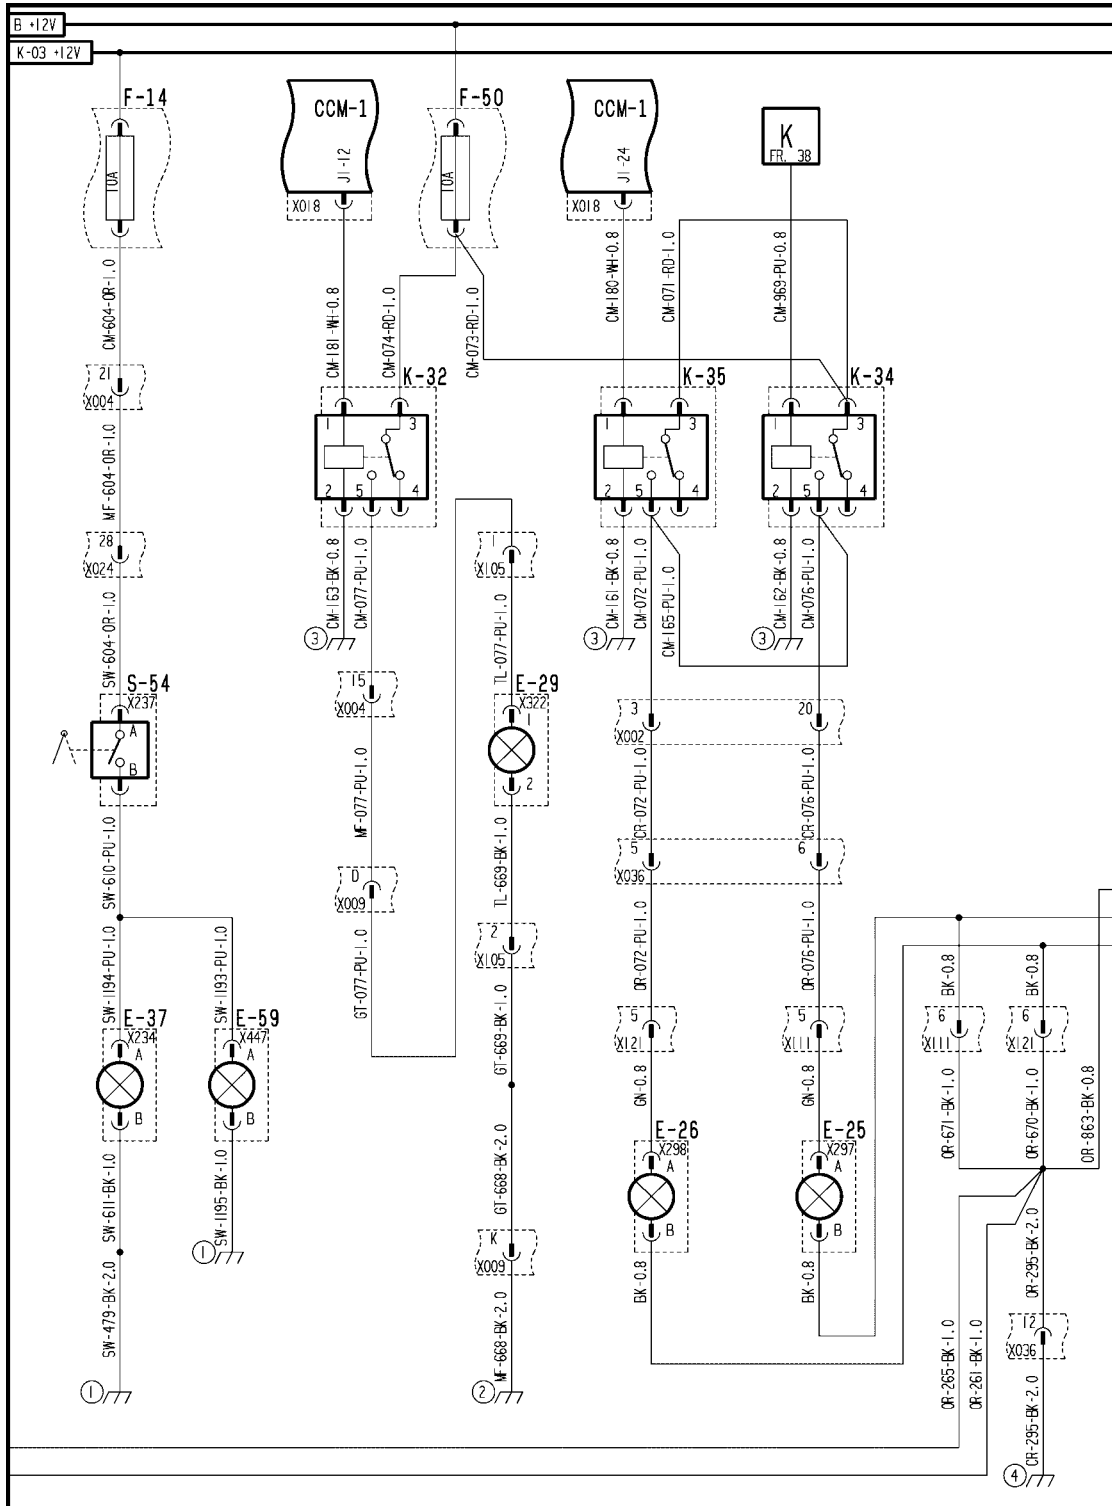 B +12V
K-03 +12V
F-14
10A
CCM-1
J1-12
X018
F-50
10A
CCM-1
J1-24
X018
K
FR. 38
CM-604-OR-1.0
CM-181-WH-0.8
CM-074-RD-1.0
CM-073-RD-1.0
CM-180-WH-0.8
CM-071-RD-1.0
CM-969-PU-0.8
21
X004
K-32
K-35
K-34
1
3
2
5
4
1
3
2
5
4
1
3
2
5
4
MF-604-OR-1.0
28
X024
1
X105
CM-163-BK-0.8
CM-077-PU-1.0
CM-161-BK-0.8
CM-072-PU-1.0
CM-165-PU-1.0
CM-162-BK-0.8
CM-076-PU-1.0
3
3
3
SW-604-OR-1.0
TL-077-PU-1.0
S-54
X237
A
B
15
X004
E-29
X322
1
2
3
X002
20
MF-077-PU-1.0
CR-072-PU-1.0
CR-076-PU-1.0
SW-610-PU-1.0
TL-669-BK-1.0
D
X009
5
X036
6
SW-1194-PU-1.0
SW-1193-PU-1.0
GT-077-PU-1.0
2
X105
OR-072-PU-1.0
OR-076-PU-1.0
BK-0.8
BK-0.8
E-37
X234
A
B
E-59
X447
A
B
GT-669-BK-1.0
5
X121
5
X111
6
X111
6
X121
GN-0.8
GN-0.8
OR-671-BK-1.0
OR-670-BK-1.0
OR-863-BK-0.8
E-26
X298
A
B
E-25
X297
A
B
SW-611-BK-1.0
SW-1195-BK-1.0
GT-668-BK-2.0
1
K
X009
BK-0.8
BK-0.8
OR-295-BK-2.0
SW-479-BK-2.0
MF-668-BK-2.0
12
X036
1
2
OR-265-BK-1.0
OR-261-BK-1.0
CR-295-BK-2.0
4